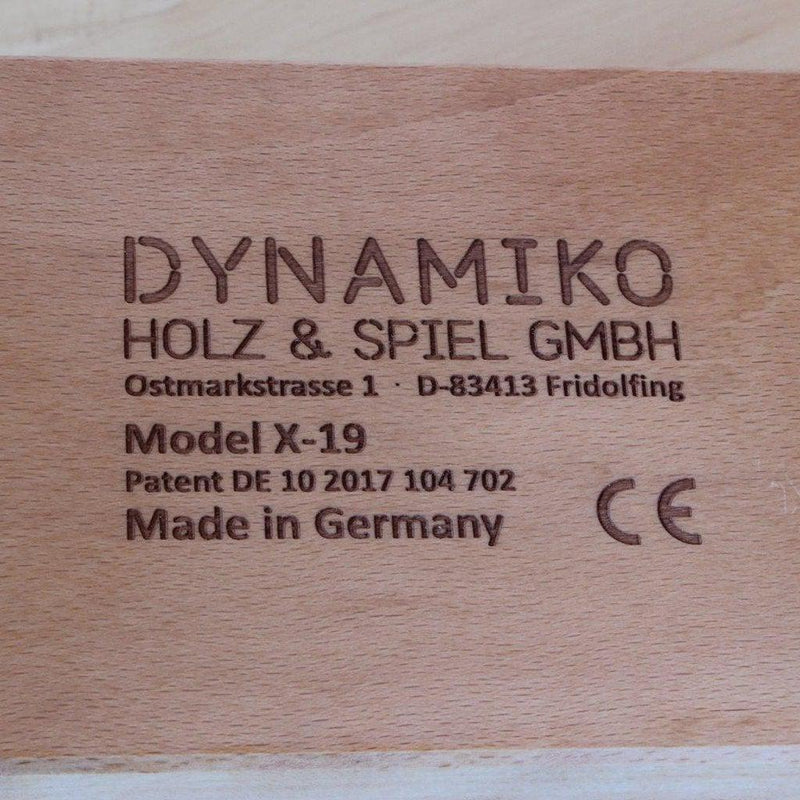 DYNAMIKO
HOLZ & SPIEL GMBH
Ostmarkstrasse 1 · D-83413 Fridolfing
Model X-19
Patent DE 10 2017 104 702
Made in Germany CE